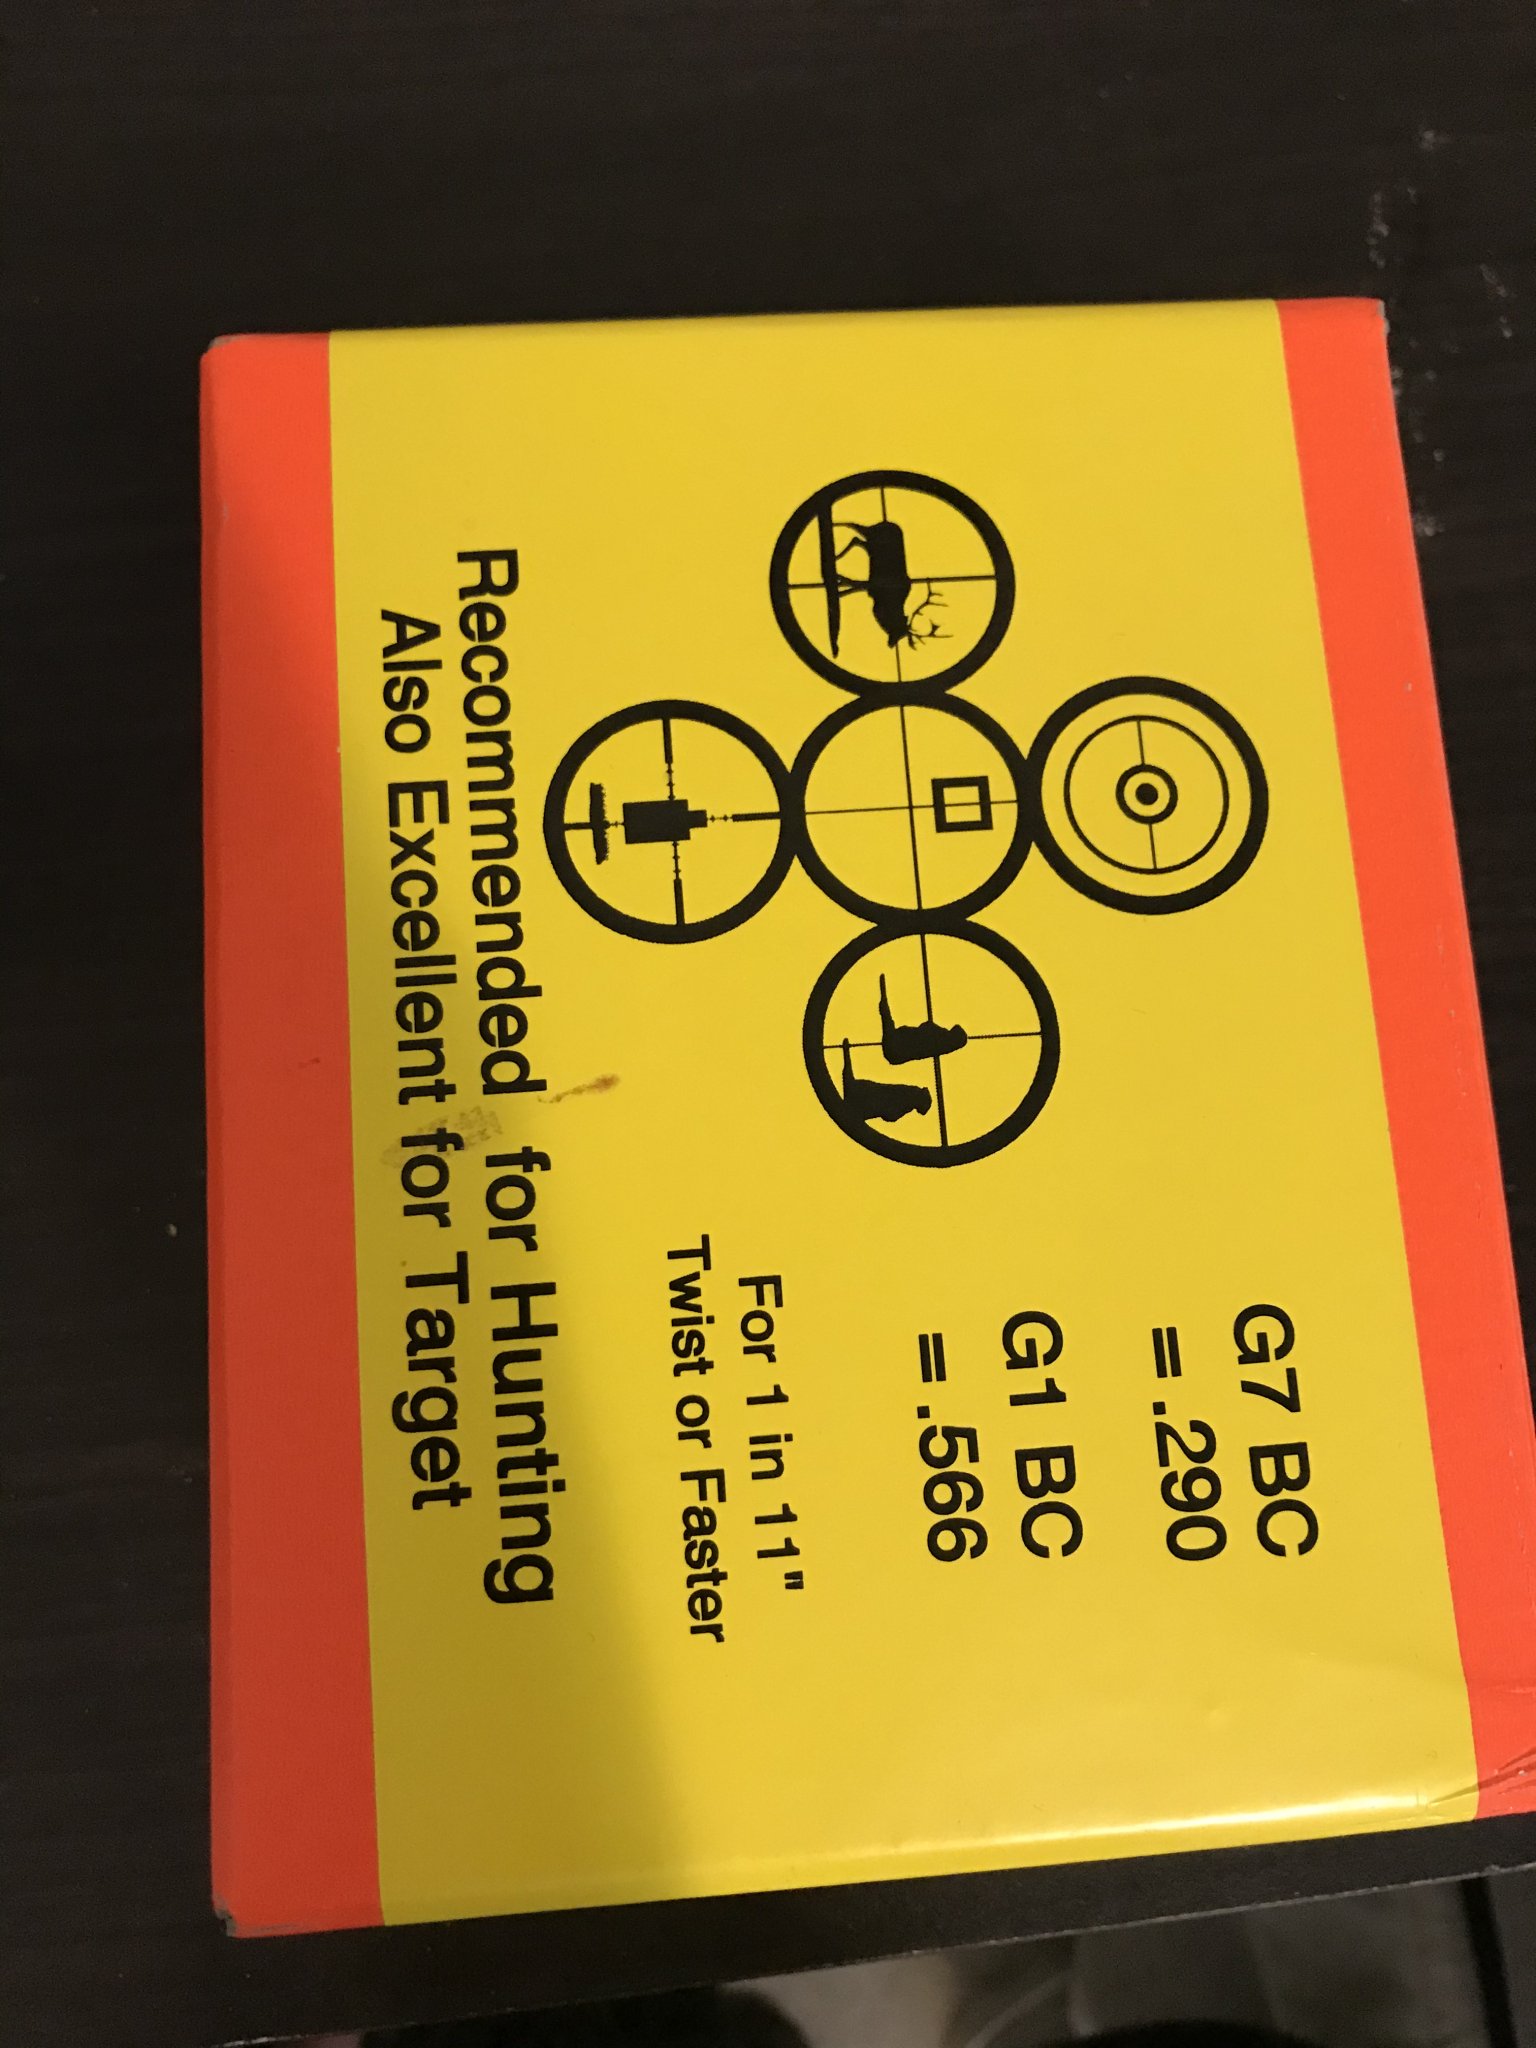 G7 BC
= .290
G1 BC
= .566
For 1 in 11"
Twist or Faster
Recommended for Hunting
Also Excellent for Target